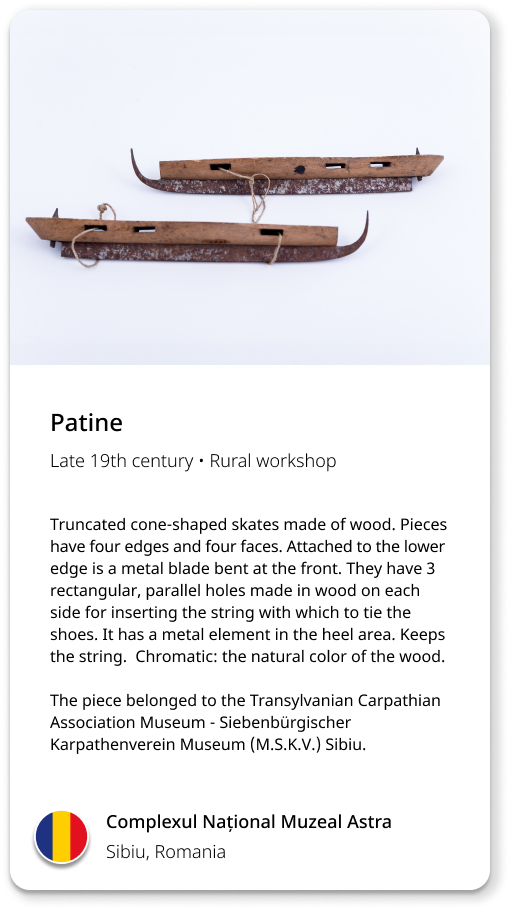 Patine
Late 19th century • Rural workshop
Truncated cone-shaped skates made of wood. Pieces
have four edges and four faces. Attached to the lower
edge is a metal blade bent at the front. They have 3
rectangular, parallel holes made in wood on each
side for inserting the string with which to tie the
shoes. It has a metal element in the heel area. Keeps
the string.  Chromatic: the natural color of the wood.
The piece belonged to the Transylvanian Carpathian
Association Museum - Siebenbürgischer
Karpathenverein Museum (M.S.K.V.) Sibiu.
Complexul Național Muzeal Astra
Sibiu, Romania